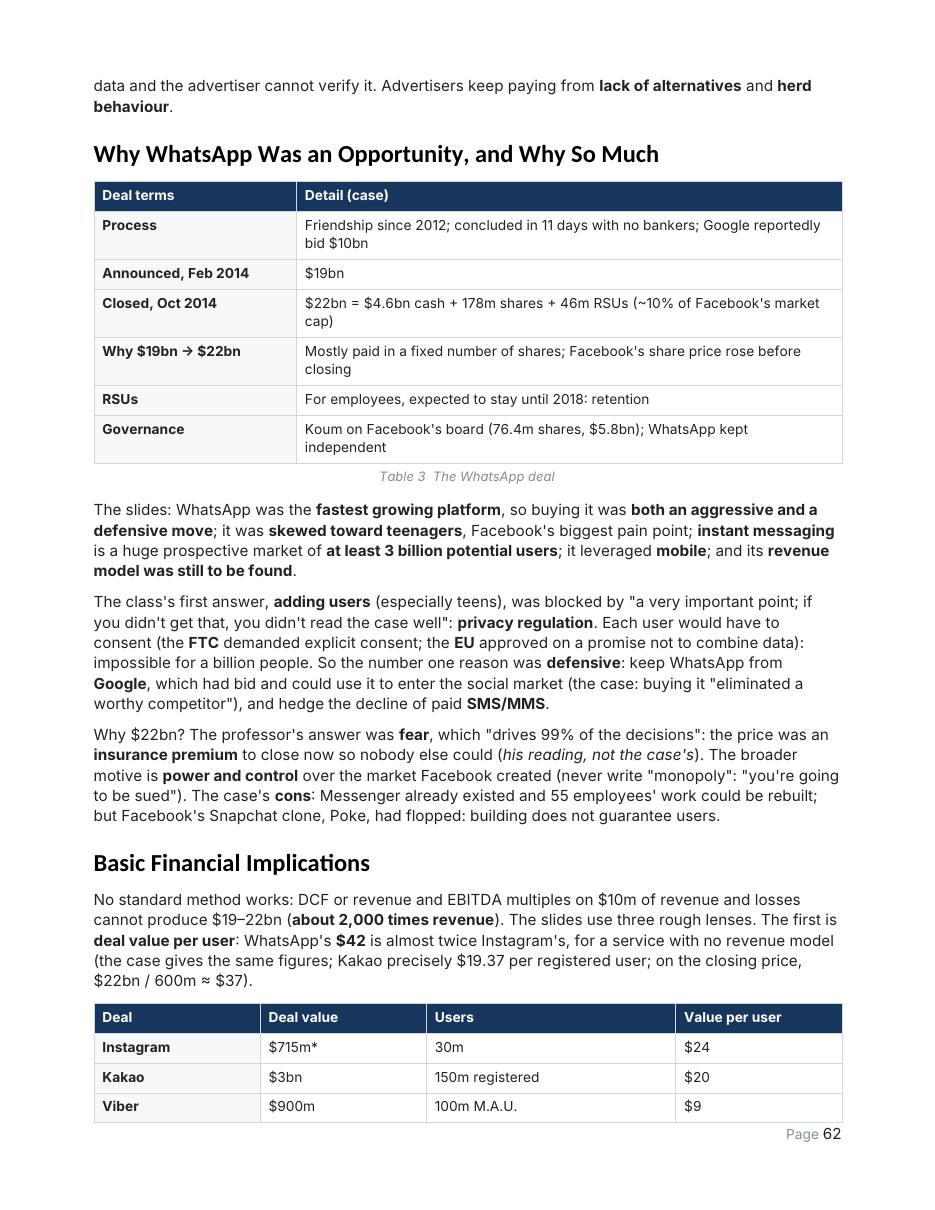 data and the advertiser cannot verify it. Advertisers keep paying from lack of alternatives and herd
behaviour.
Why WhatsApp Was an Opportunity, and Why So Much
Deal terms Detail (case)
Process Friendship since 2012; concluded in 11 days with no bankers; Google reportedly
bid $10bn
Announced, Feb 2014 $19bn
Closed, Oct 2014 $22bn = $4.6bn cash + 178m shares + 46m RSUs (~10% of Facebook's market
cap)
Why $19bn → $22bn Mostly paid in a fixed number of shares; Facebook's share price rose before
closing
RSUs For employees, expected to stay until 2018: retention
Governance Koum on Facebook's board (76.4m shares, $5.8bn); WhatsApp kept
independent
Table 3 The WhatsApp deal
The slides: WhatsApp was the fastest growing platform, so buying it was both an aggressive and a
defensive move; it was skewed toward teenagers, Facebook's biggest pain point; instant messaging
is a huge prospective market of at least 3 billion potential users; it leveraged mobile; and its revenue
model was still to be found.
The class's first answer, adding users (especially teens), was blocked by "a very important point; if
you didn't get that, you didn't read the case well": privacy regulation. Each user would have to
consent (the FTC demanded explicit consent; the EU approved on a promise not to combine data):
impossible for a billion people. So the number one reason was defensive: keep WhatsApp from
Google, which had bid and could use it to enter the social market (the case: buying it "eliminated a
worthy competitor"), and hedge the decline of paid SMS/MMS.
Why $22bn? The professor's answer was fear, which "drives 99% of the decisions": the price was an
insurance premium to close now so nobody else could (his reading, not the case's). The broader
motive is power and control over the market Facebook created (never write "monopoly": "you're going
to be sued"). The case's cons: Messenger already existed and 55 employees' work could be rebuilt;
but Facebook's Snapchat clone, Poke, had flopped: building does not guarantee users.
Basic Financial Implications
No standard method works: DCF or revenue and EBITDA multiples on $10m of revenue and losses
cannot produce $19–22bn (about 2,000 times revenue). The slides use three rough lenses. The first is
deal value per user: WhatsApp's $42 is almost twice Instagram's, for a service with no revenue model
(the case gives the same figures; Kakao precisely $19.37 per registered user; on the closing price,
$22bn / 600m ≈ $37).
Deal Deal value Users Value per user
Instagram $715m* 30m $24
Kakao $3bn 150m registered $20
Viber $900m 100m M.A.U. $9
Page 62